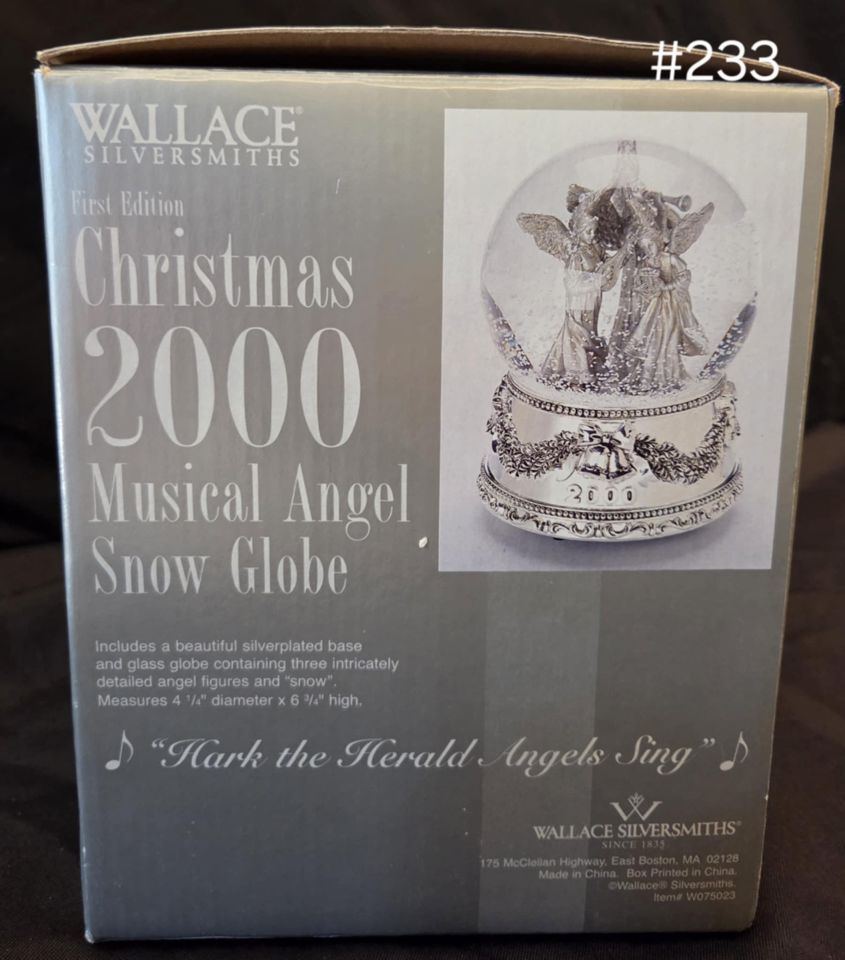 #233
WALLACE®
SILVERSMITHS
First Edition
Christmas
2000
Musical Angel
Snow Globe
2000
Includes a beautiful silverplated base
and glass globe containing three intricately
detailed angel figures and “snow”.
Measures 4 1/4" diameter x 6 3/4" high.
♪ “Hark the Herald Angels Sing” ♪
W
WALLACE SILVERSMITHS®
SINCE 1835
175 McClellan Highway, East Boston, MA 02128
Made in China. Box Printed in China.
©Wallace® Silversmiths.
Item# W075023